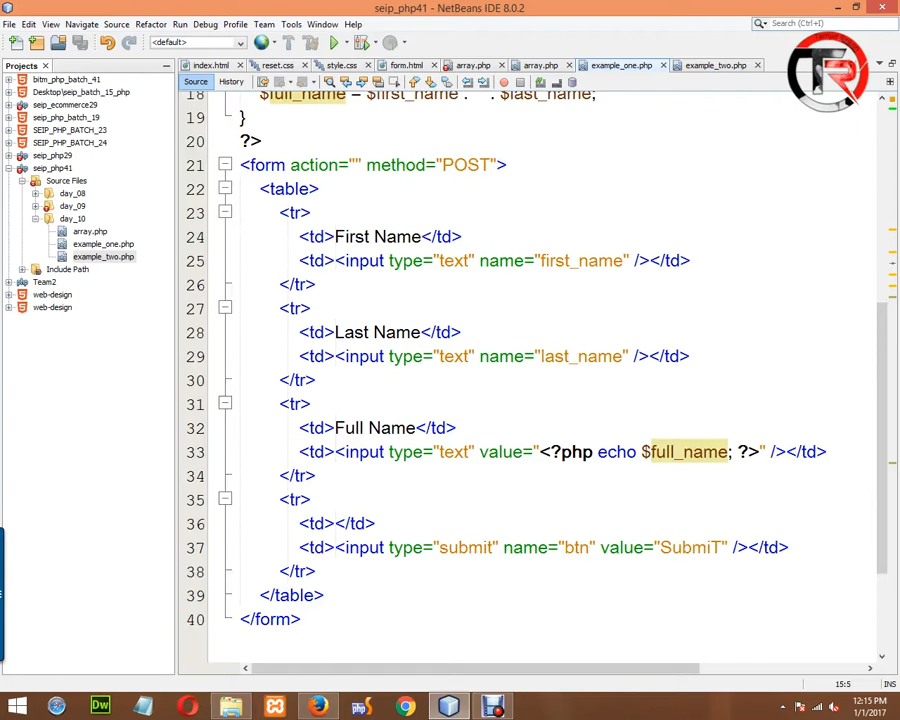 seip_php41 - NetBeans IDE 8.0.2
File Edit View Navigate Source Refactor Run Debug Profile Team Tools Window Help
Search (Ctrl+I)
<default>
Projects
index.html reset.css style.css form.html array.php array.php example_one.php example_two.php
Source History
bitm_php_batch_41
Desktop\seip_batch_15_php
seip_ecommerce29
seip_php_batch_19
SEIP_PHP_BATCH_23
SEIP_PHP_BATCH_24
seip_php29
seip_php41
Source Files
day_08
day_09
day_10
array.php
example_one.php
example_two.php
Include Path
Team2
web-design
web-design
18 $full_name = $first_name . " " . $last_name;
19 }
20 ?>
21 <form action="" method="POST">
22 <table>
23 <tr>
24 <td>First Name</td>
25 <td><input type="text" name="first_name" /></td>
26 </tr>
27 <tr>
28 <td>Last Name</td>
29 <td><input type="text" name="last_name" /></td>
30 </tr>
31 <tr>
32 <td>Full Name</td>
33 <td><input type="text" value="<?php echo $full_name; ?>" /></td>
34 </tr>
35 <tr>
36 <td></td>
37 <td><input type="submit" name="btn" value="SubmiT" /></td>
38 </tr>
39 </table>
40 </form>
15:5 INS
Dw
php
12:15 PM
1/1/2017